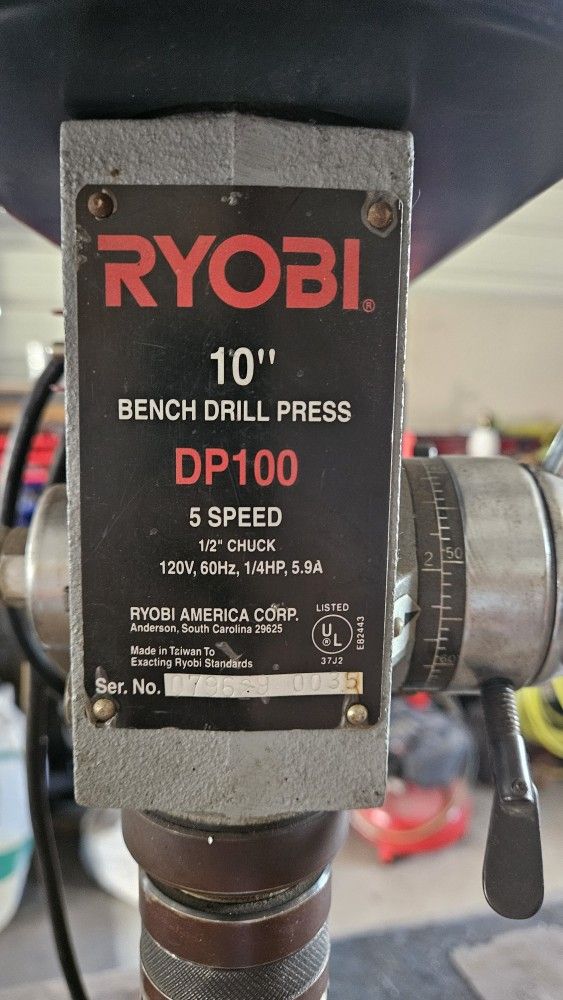 RYOBI®
10"
BENCH DRILL PRESS
DP100
5 SPEED
1/2" CHUCK
120V, 60Hz, 1/4HP, 5.9A
RYOBI AMERICA CORP.
Anderson, South Carolina 29625
LISTED
UL®
E82443
37J2
Made in Taiwan To
Exacting Ryobi Standards
Ser. No. 0035
2 50